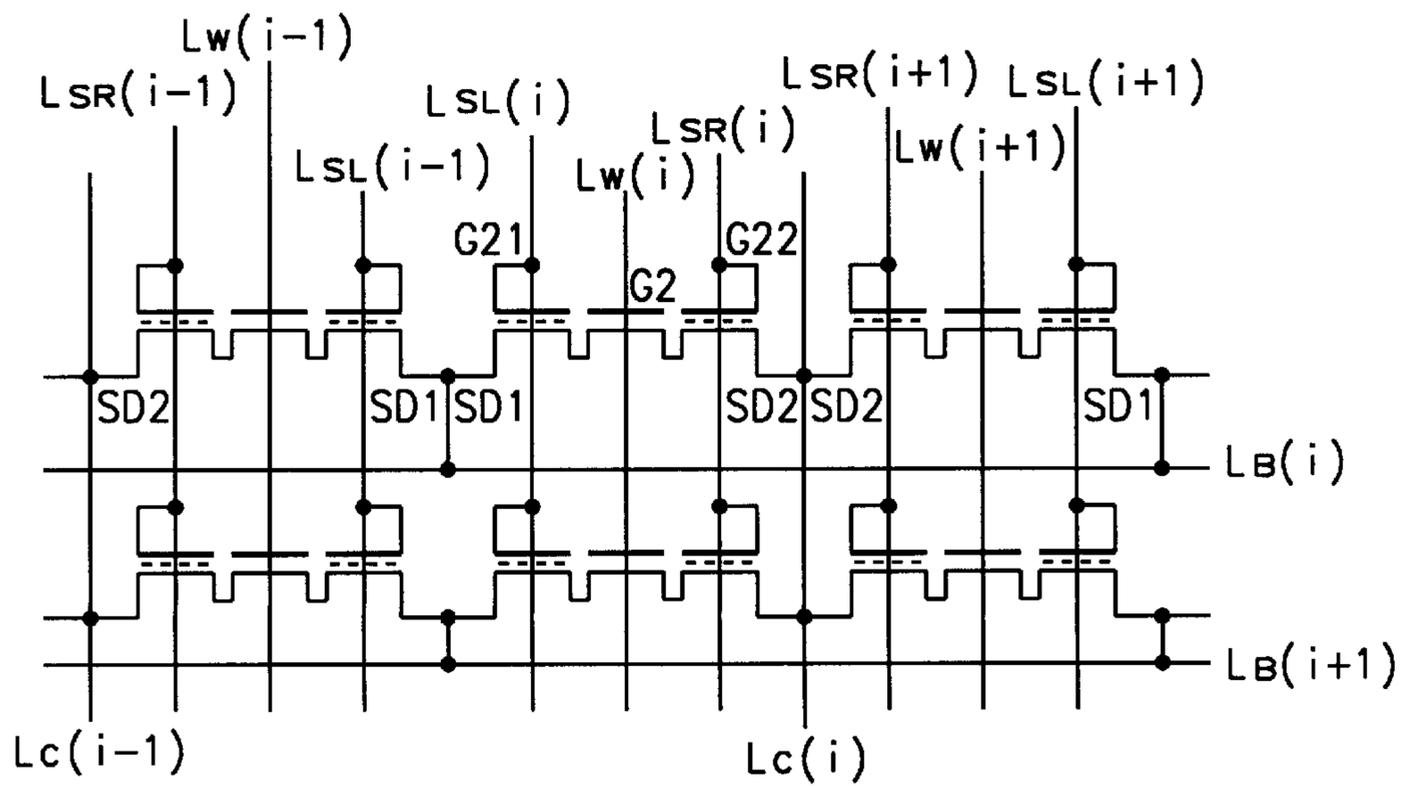 Lw(i-1)
LSR(i-1)
LSL(i)
LSR(i+1)
LSL(i+1)
LSR(i)
LSL(i-1)
Lw(i)
Lw(i+1)
G21
G22
G2
SD2
SD1
SD1
SD2
SD2
SD1
LB(i)
LB(i+1)
Lc(i-1)
Lc(i)